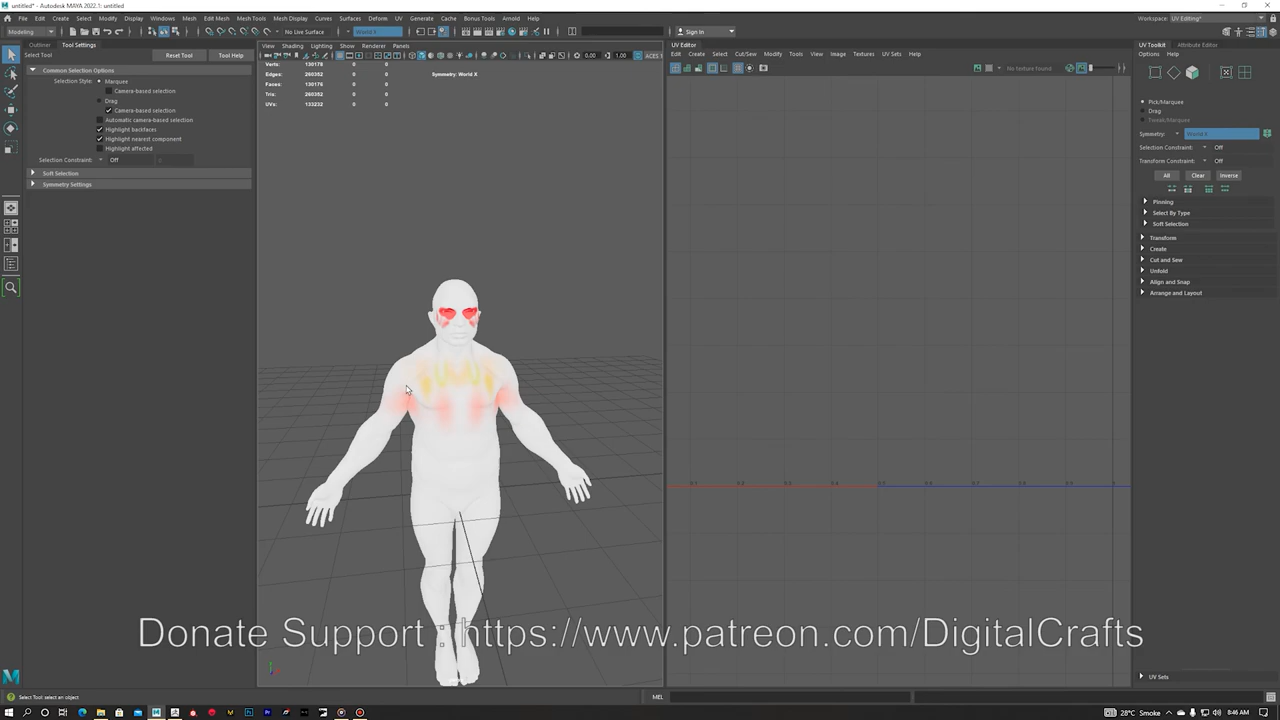 untitled* - Autodesk MAYA 2022.1: untitled
File Edit Create Select Modify Display Windows Mesh Edit Mesh Mesh Tools Mesh Display Curves Surfaces Deform UV Generate Cache Bonus Tools Arnold Help
Workspace: UV Editing*
Modeling No Live Surface World X Sign In
Outliner Tool Settings
Select Tool Reset Tool Tool Help
Common Selection Options
Selection Style: Marquee
Camera-based selection
Drag
Camera-based selection
Automatic camera-based selection
Highlight backfaces
Highlight nearest component
Highlight affected
Selection Constraint: Off
Soft Selection
Symmetry Settings
View Shading Lighting Show Renderer Panels
0.00 1.00 ACES
Verts: 130178 0 0
Edges: 260352 0 0
Faces: 130176 0 0
Tris: 260352 0 0
UVs: 133232 0 0
Symmetry: World X
UV Editor
Edit Create Select Cut/Sew Modify Tools View Image Textures UV Sets Help
No texture found
UV Toolkit Attribute Editor
Options Help
Pick/Marquee
Drag
Tweak/Marquee
Symmetry: World X
Selection Constraint: Off
Transform Constraint: Off
All Clear Inverse
Pinning
Select By Type
Soft Selection
Transform
Create
Cut and Sew
Unfold
Align and Snap
Arrange and Layout
UV Sets
Donate Support : https://www.patreon.com/DigitalCrafts
Select Tool: select an object
MEL
28°C Smoke 8:46 AM